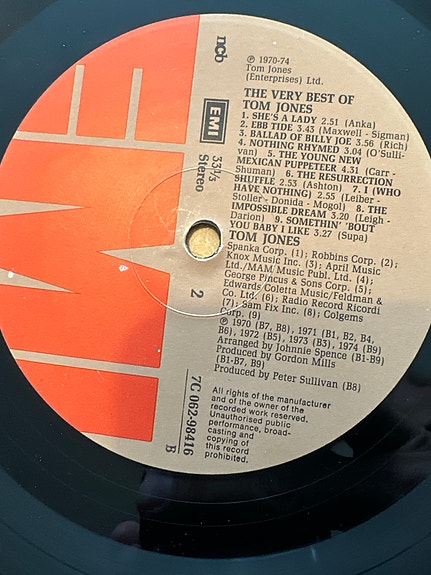 ncb
℗ 1970-74
Tom Jones
(Enterprises) Ltd.
EMI
33 1/3
Stereo
THE VERY BEST OF
TOM JONES
1. SHE'S A LADY 2.51 (Anka)
2. EBB TIDE 3.43 (Maxwell - Sigman)
3. BALLAD OF BILLY JOE 3.56 (Rich)
4. NOTHING RHYMED 3.04 (O'Sulli-
van) 5. THE YOUNG NEW
MEXICAN PUPPETEER 4.31 (Carr -
Shuman) 6. THE RESURRECTION
SHUFFLE 2.53 (Ashton) 7. I (WHO
HAVE NOTHING) 2.55 (Leiber -
Stoller - Donida - Mogol) 8. THE
IMPOSSIBLE DREAM 3.20 (Leigh -
Darion) 9. SOMETHIN' 'BOUT
YOU BABY I LIKE 3.27 (Supa)
TOM JONES
Spanka Corp. (1); Robbins Corp. (2);
Knox Music Inc. (3); April Music
Ltd./MAM Music Publ. Ltd. (4);
George Pincus & Sons Corp. (5);
Edwards Coletta Music/Feldman &
Co. Ltd. (6); Radio Record Ricordi
(7); Sam Fix Inc. (8); Colgems
Corp. (9)
℗ 1970 (B7, B8), 1971 (B1, B2, B4,
B6), 1972 (B5), 1973 (B3), 1974 (B9)
Arranged by Johnnie Spence (B1-B9)
Produced by Gordon Mills
(B1-B7, B9)
Produced by Peter Sullivan (B8)
2
7C 062-98416
B
All rights of the manufacturer
and of the owner of the
recorded work reserved.
Unauthorised public
performance, broad-
casting and
copying of
this record
prohibited.
EMI